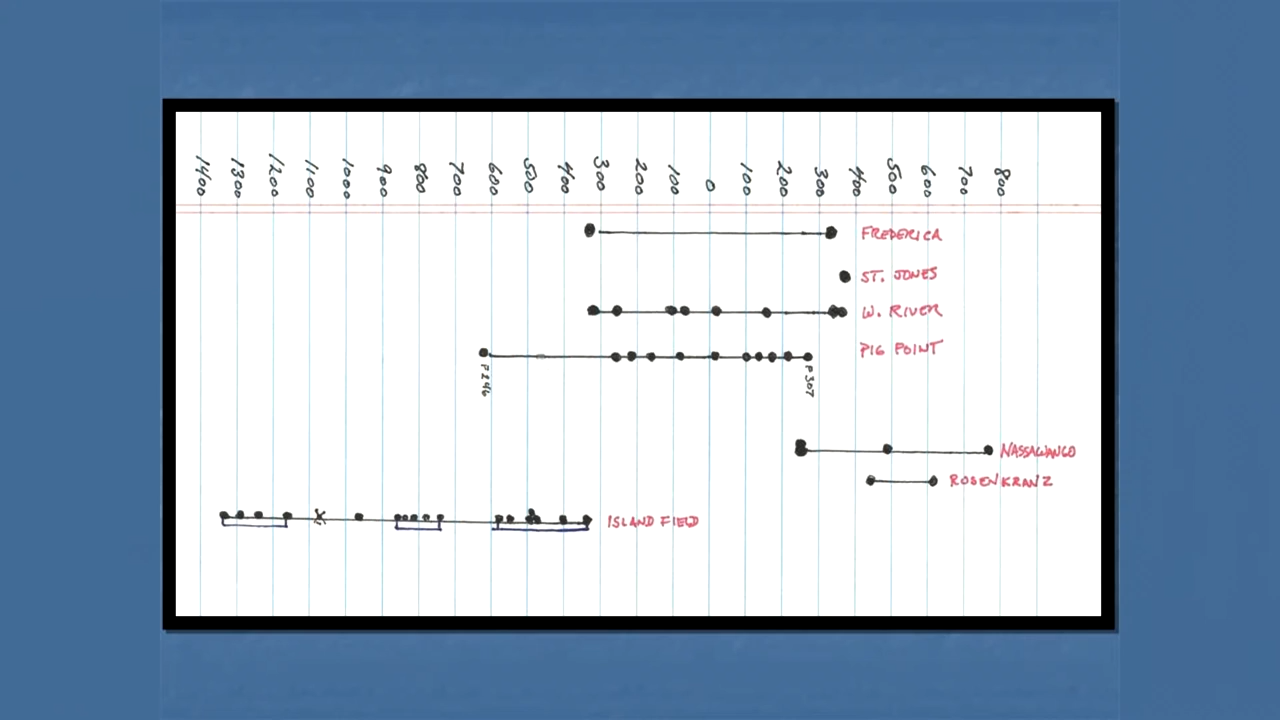 1400 1300 1200 1100 1000 900 800 700 600 500 400 300 200 100 0 100 200 300 400 500 600 700 800
FREDERICA
ST. JONES
W. RIVER
PIG POINT
P246 P307
NASSAWANGO
ROSENKRANZ
ISLAND FIELD